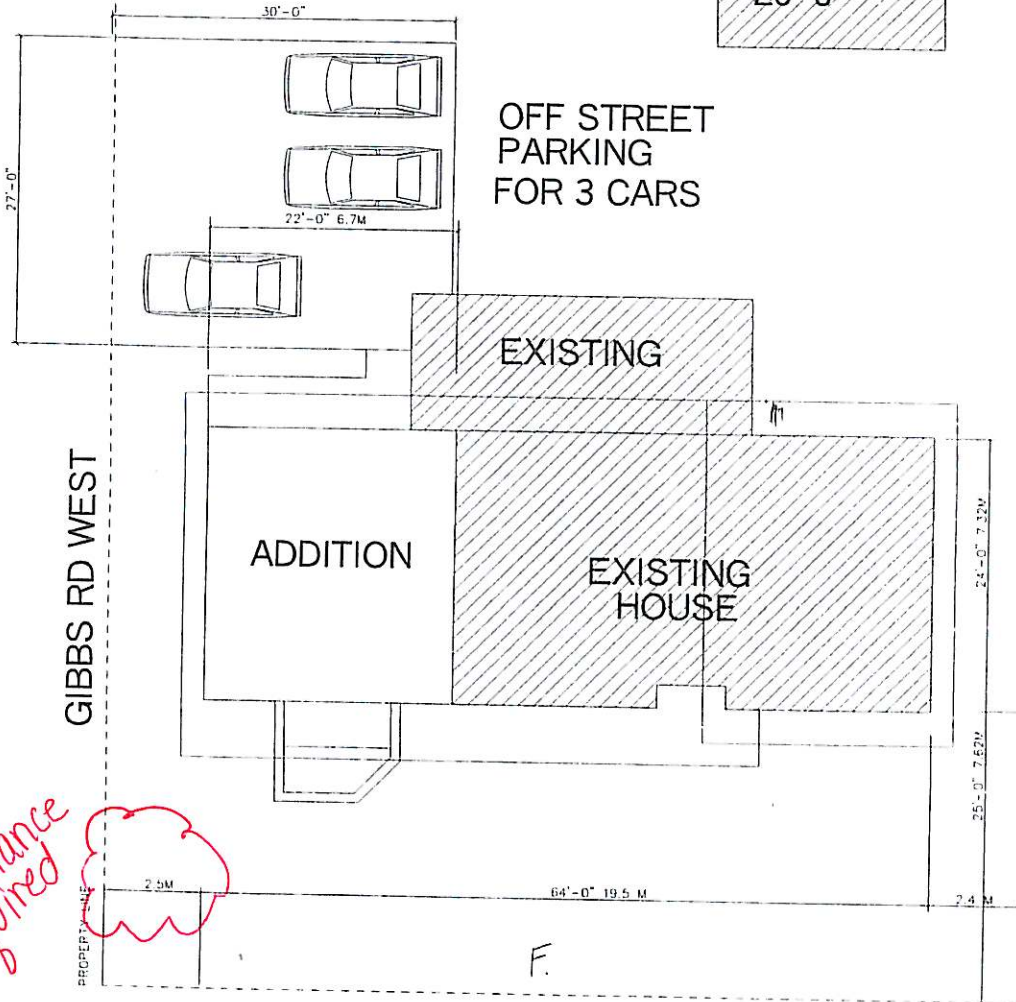 30'-0"
27'-0"
OFF STREET
PARKING
FOR 3 CARS
22'-0" 6.7M
EXISTING
GIBBS RD WEST
ADDITION
EXISTING
HOUSE
24'-0" 7.32M
25'-0" 7.62M
2.5M
64'-0" 19.5 M
2.4 M
PROPERTY LINE
F.